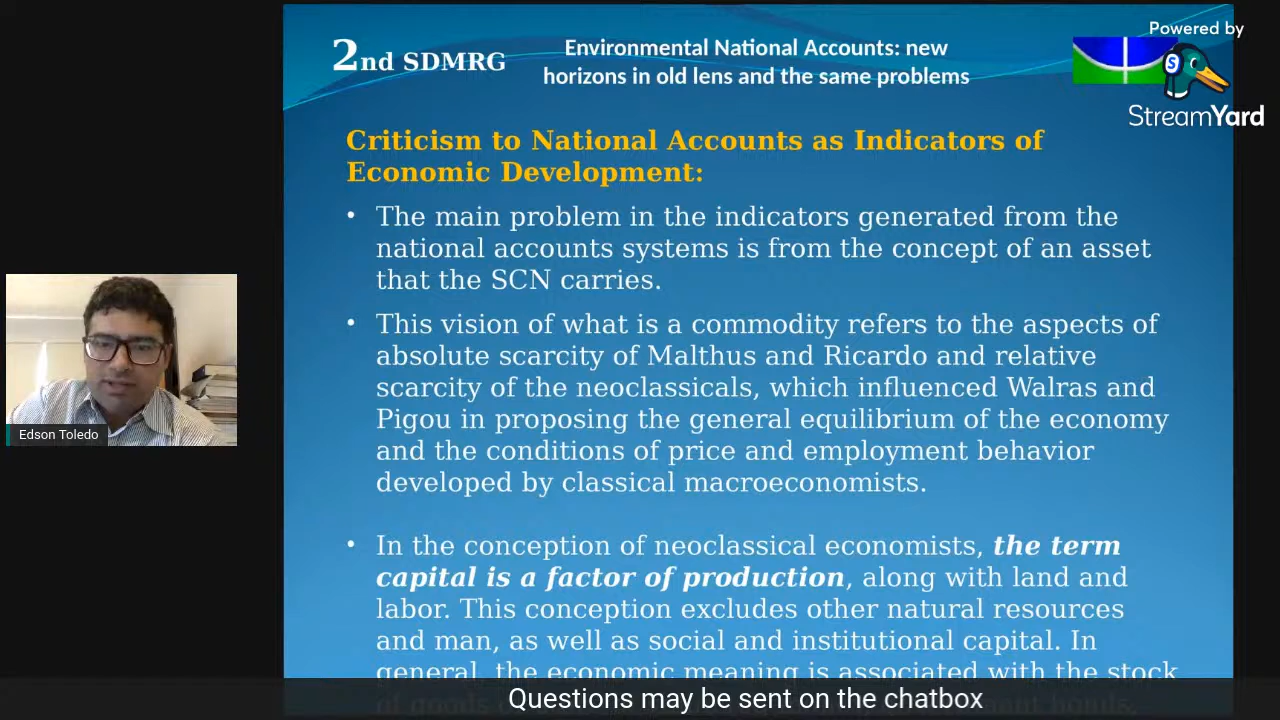 2nd SDMRG
Environmental National Accounts: new
horizons in old lens and the same problems
Powered by
S
StreamYard
Criticism to National Accounts as Indicators of
Economic Development:
• The main problem in the indicators generated from the
national accounts systems is from the concept of an asset
that the SCN carries.
• This vision of what is a commodity refers to the aspects of
absolute scarcity of Malthus and Ricardo and relative
scarcity of the neoclassicals, which influenced Walras and
Pigou in proposing the general equilibrium of the economy
and the conditions of price and employment behavior
developed by classical macroeconomists.
• In the conception of neoclassical economists, the term
capital is a factor of production, along with land and
labor. This conception excludes other natural resources
and man, as well as social and institutional capital. In
general, the economic meaning is associated with the stock
of goods
Edson Toledo
Questions may be sent on the chatbox